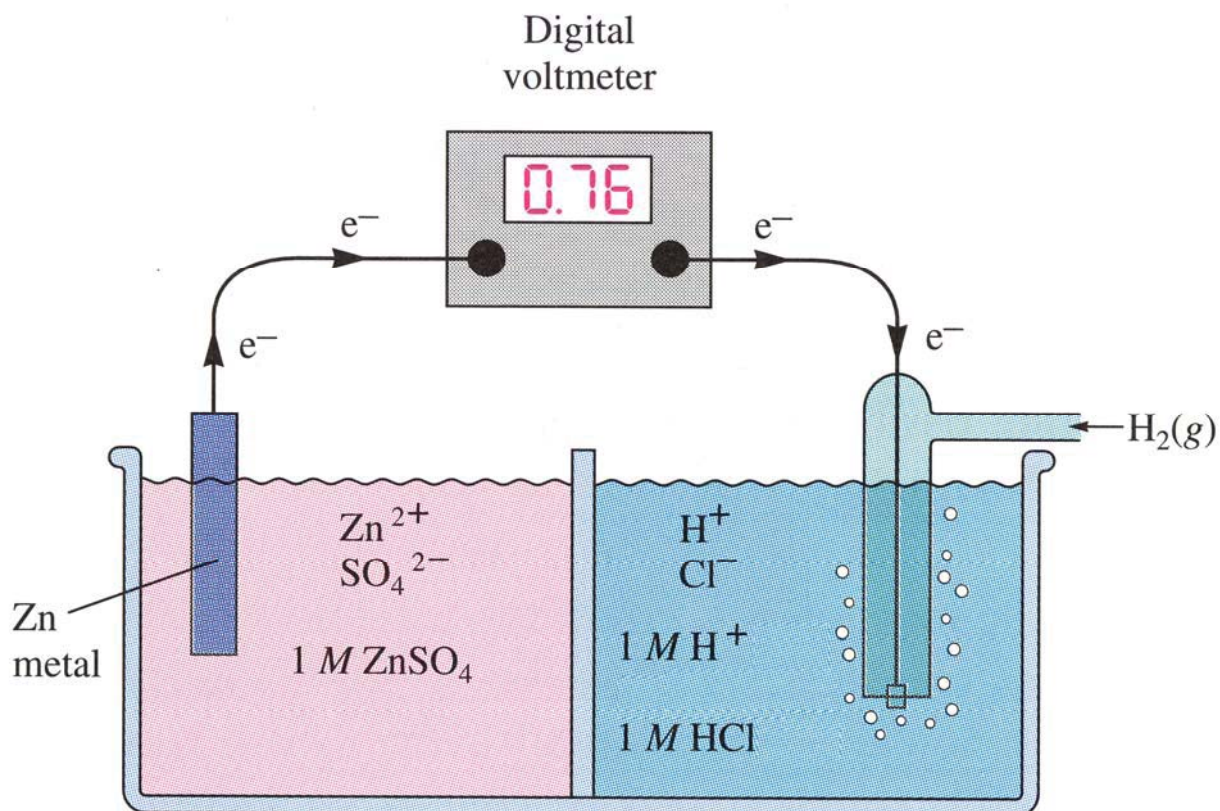 Digital
voltmeter
0.76
e⁻
e⁻
e⁻
e⁻
H₂(g)
Zn²⁺
SO₄²⁻
1 M ZnSO₄
H⁺
Cl⁻
1 M H⁺
1 M HCl
Zn
metal